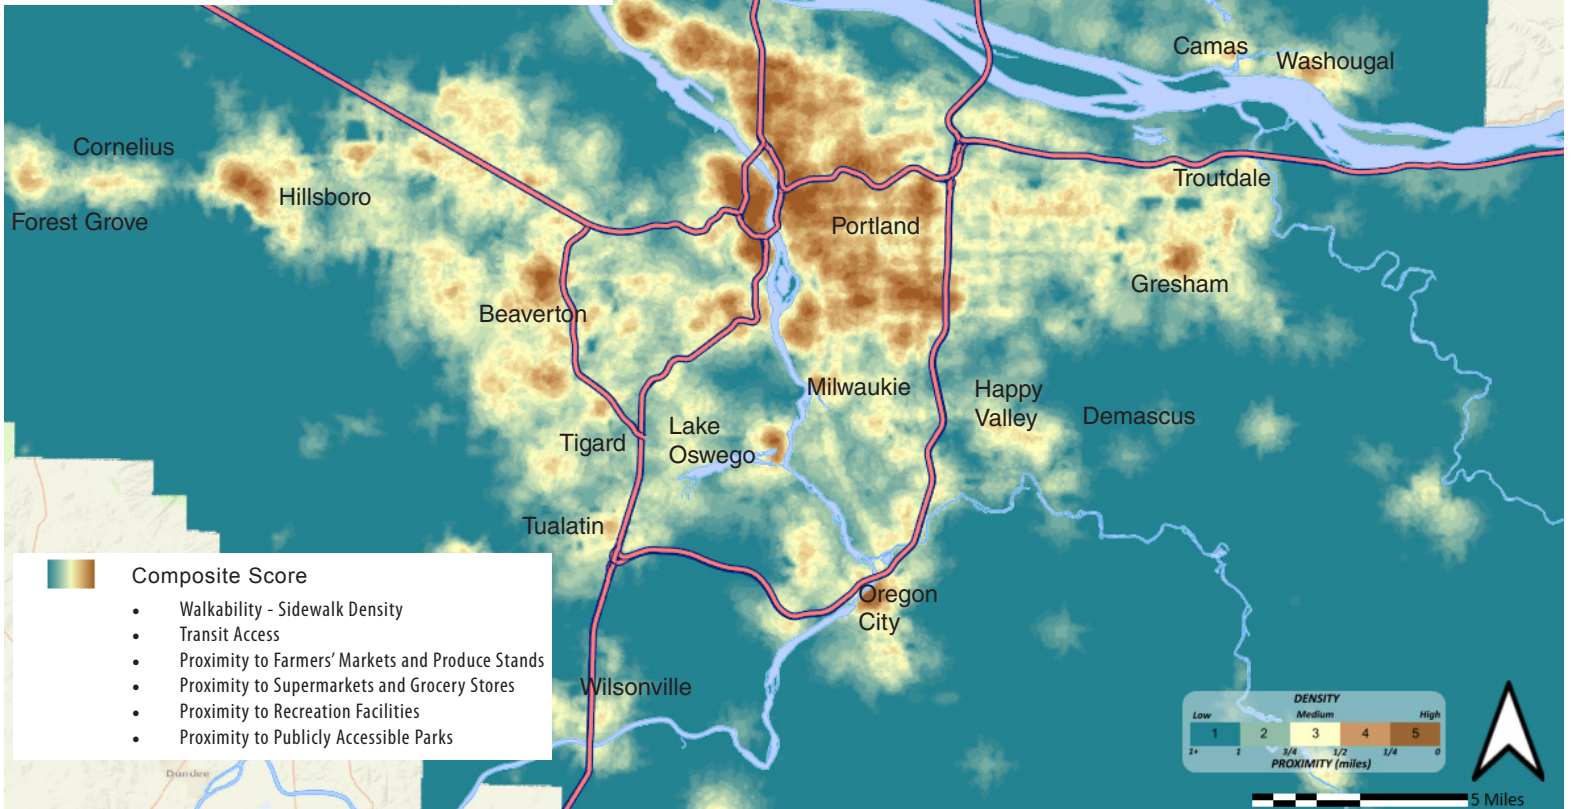 Camas
Washougal
Cornelius
Troutdale
Hillsboro
Forest Grove
Portland
Gresham
Beaverton
Milwaukie
Happy
Valley
Demascus
Lake
Oswego
Tigard
Tualatin
Oregon
City
Wilsonville
Composite Score
• Walkability - Sidewalk Density
• Transit Access
• Proximity to Farmers' Markets and Produce Stands
• Proximity to Supermarkets and Grocery Stores
• Proximity to Recreation Facilities
• Proximity to Publicly Accessible Parks
Dundee
DENSITY
Low Medium High
1 2 3 4 5
1+ 1 3/4 1/2 1/4 0
PROXIMITY (miles)
5 Miles